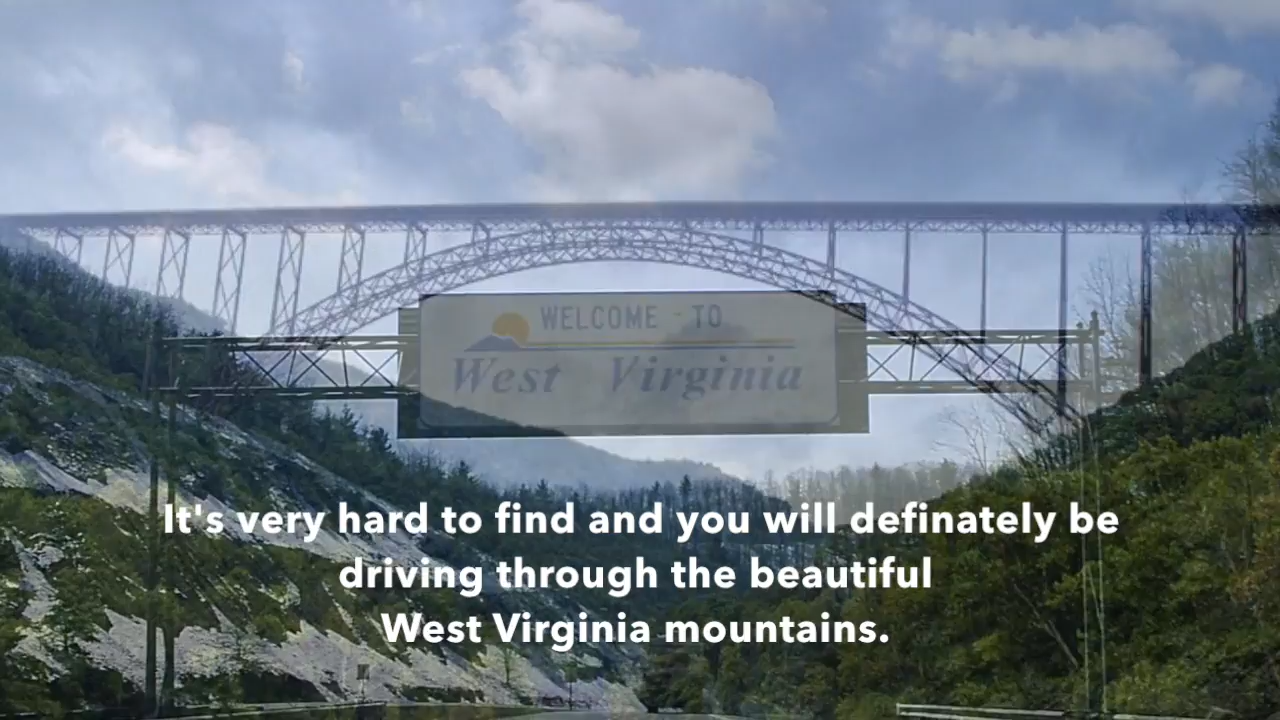 WELCOME TO
West Virginia
It's very hard to find and you will definately be
driving through the beautiful
West Virginia mountains.